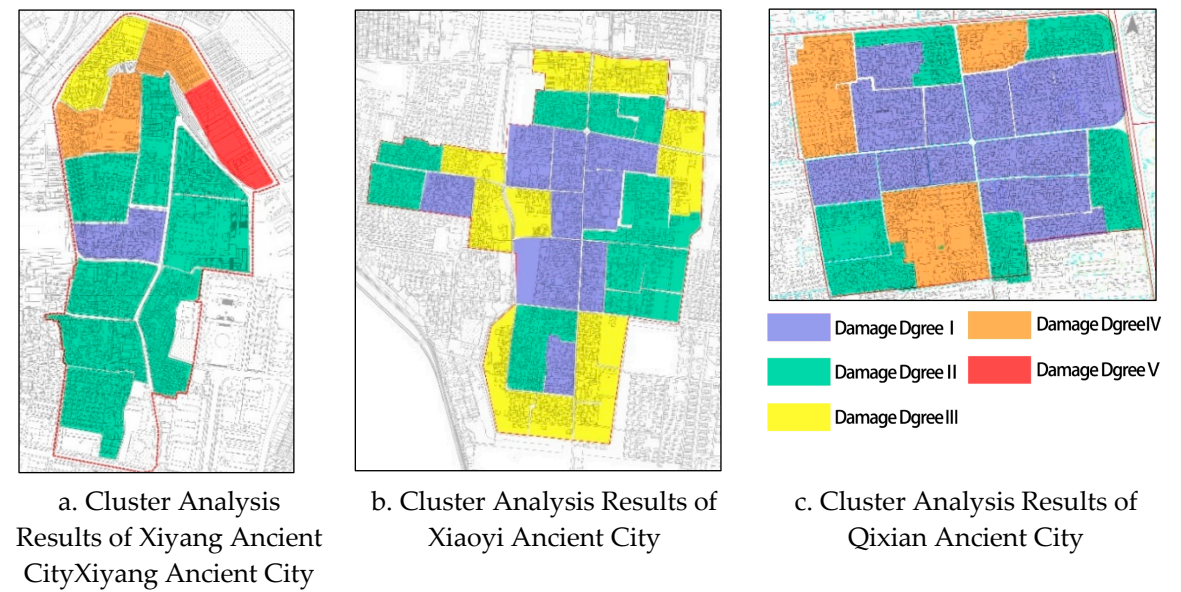 Damage Dgree I
Damage Dgree IV
Damage Dgree II
Damage Dgree V
Damage Dgree III
a. Cluster Analysis
Results of Xiyang Ancient
CityXiyang Ancient City
b. Cluster Analysis Results of
Xiaoyi Ancient City
c. Cluster Analysis Results of
Qixian Ancient City